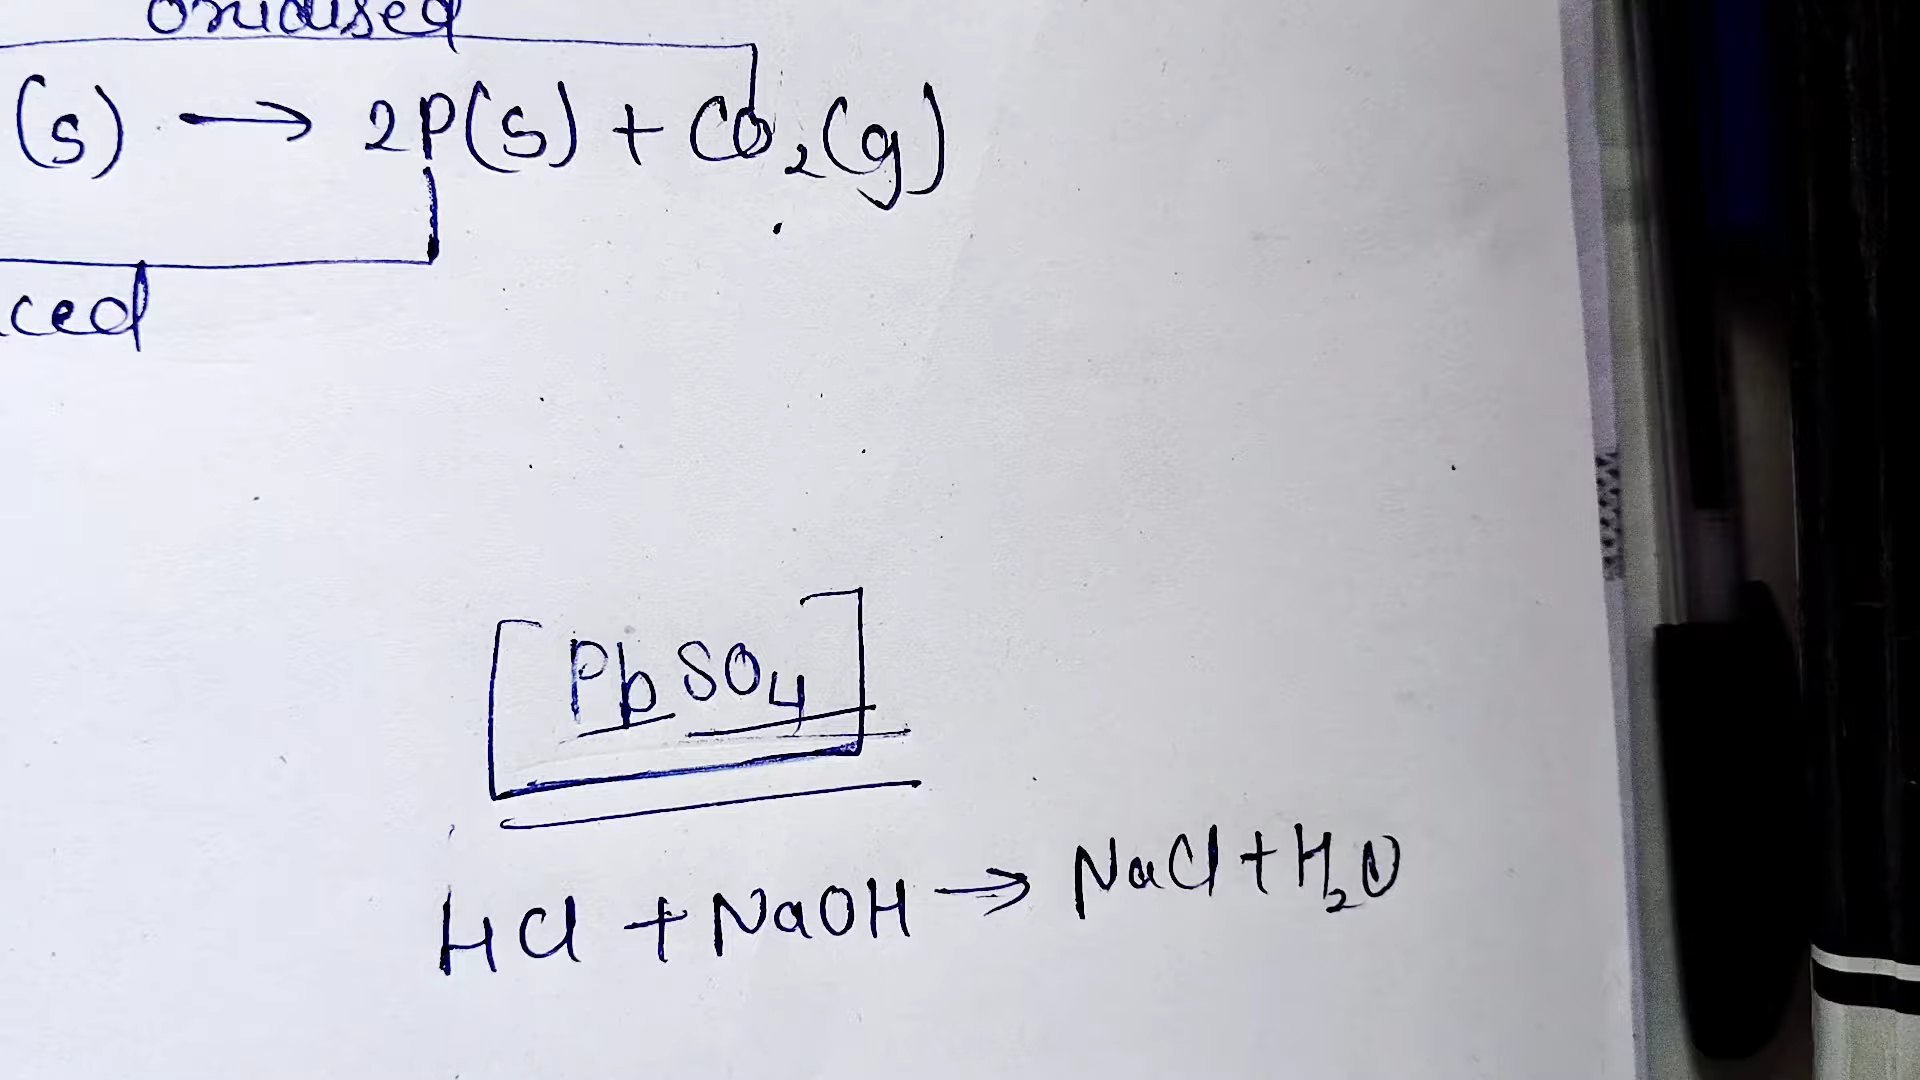 oxidised
(s) → 2P(s) + CO₂(g)
ced
PbSO₄
HCl + NaOH → NaCl + H₂O